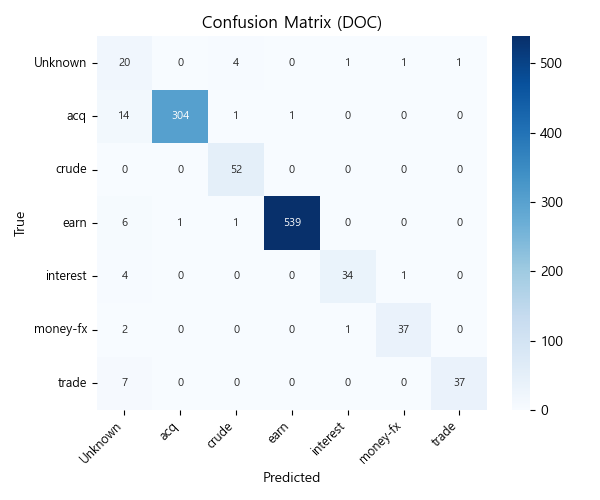 Confusion Matrix (DOC)
Unknown 20 0 4 0 1 1 1
acq 14 304 1 1 0 0 0
crude 0 0 52 0 0 0 0
earn 6 1 1 539 0 0 0
interest 4 0 0 0 34 1 0
money-fx 2 0 0 0 1 37 0
trade 7 0 0 0 0 0 37
True
Unknown acq crude earn interest money-fx trade
Predicted
500
400
300
200
100
0